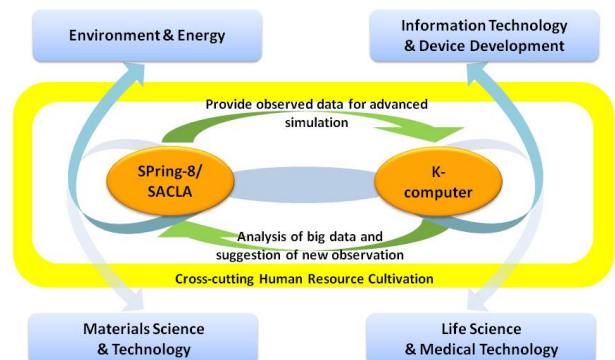 Environment & Energy
Information Technology
& Device Development
Provide observed data for advanced
simulation
SPring-8/
SACLA
K-
computer
Analysis of big data and
suggestion of new observation
Cross-cutting Human Resource Cultivation
Materials Science
& Technology
Life Science
& Medical Technology